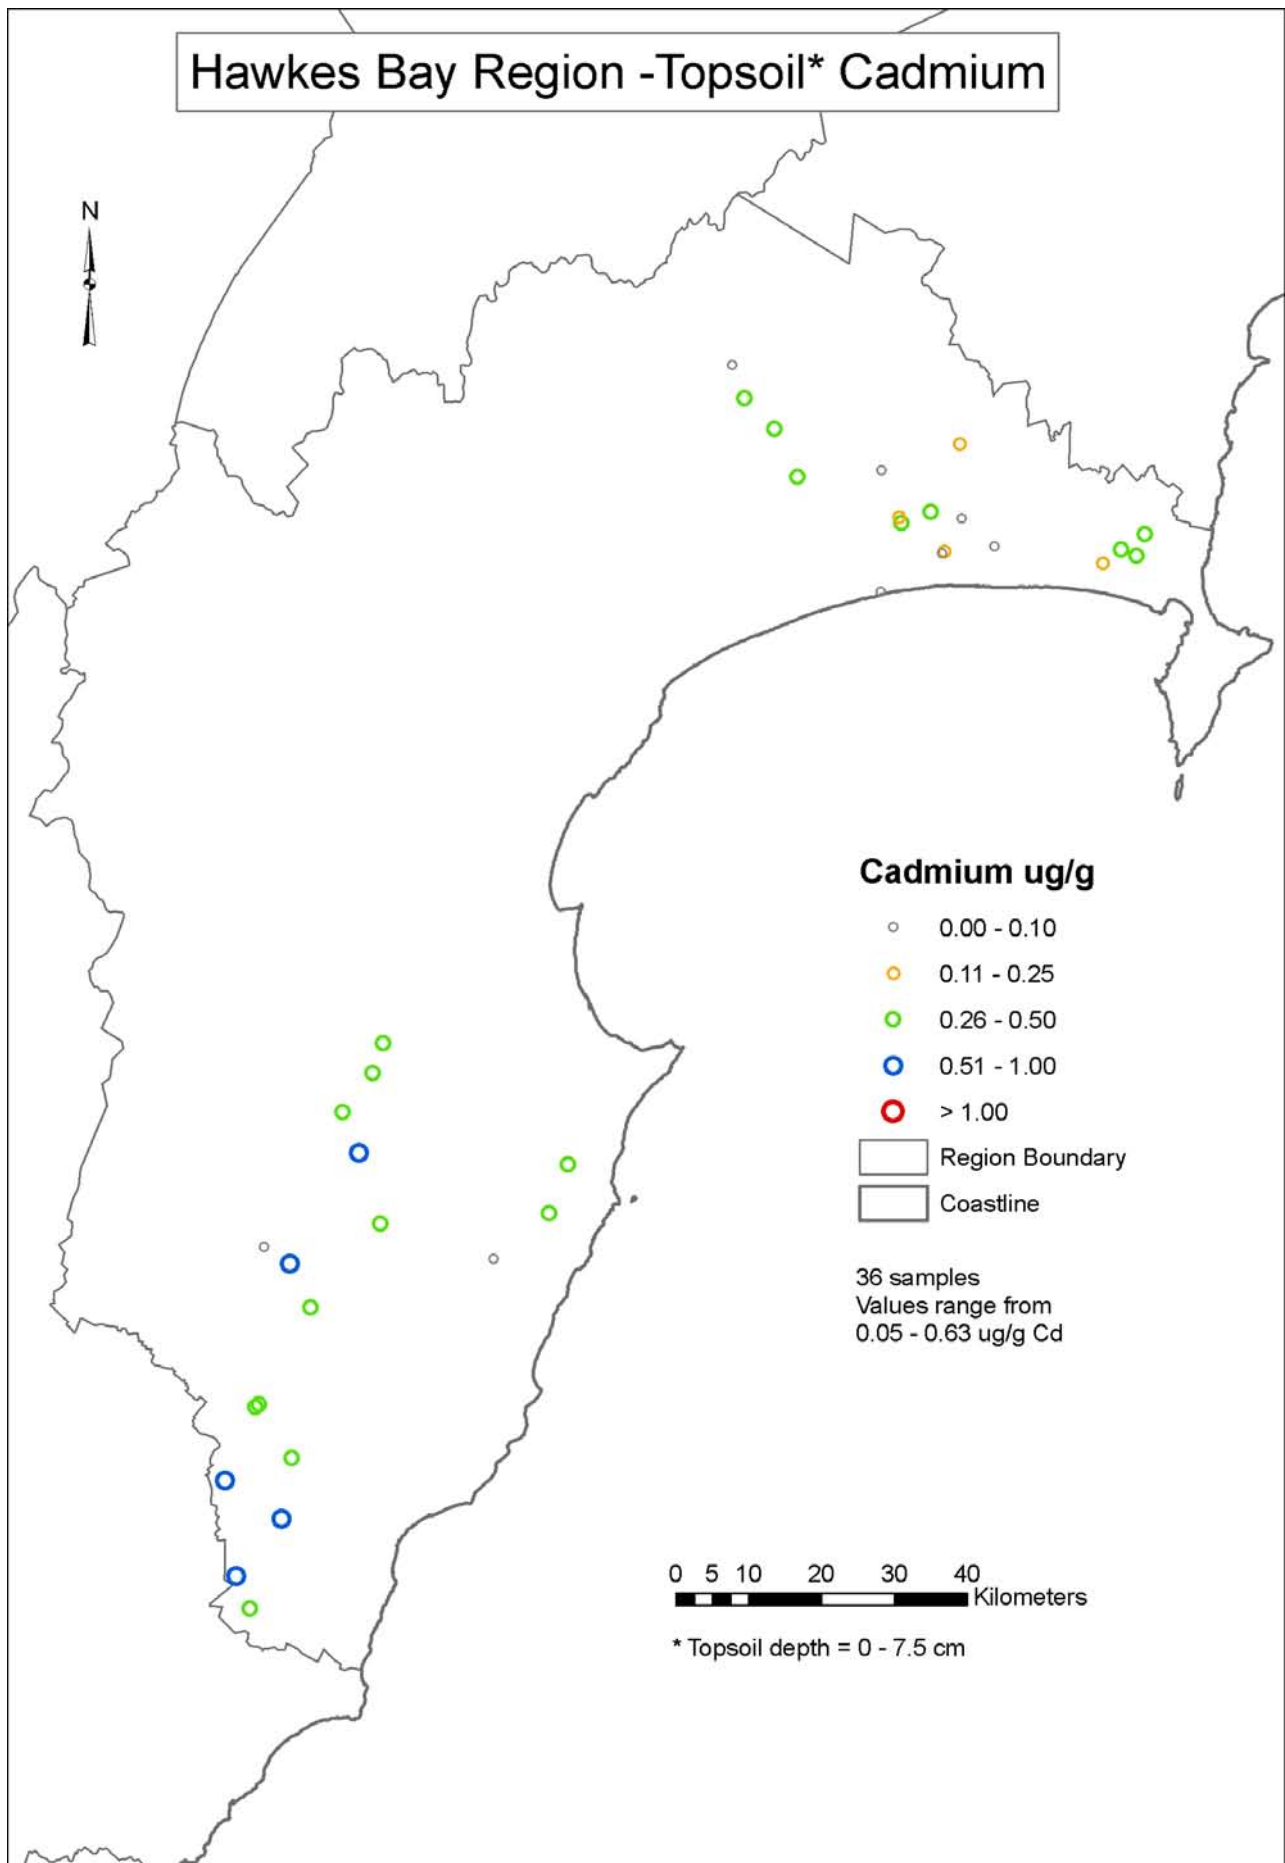 Hawkes Bay Region -Topsoil* Cadmium
N
Cadmium ug/g
0.00 - 0.10
0.11 - 0.25
0.26 - 0.50
0.51 - 1.00
> 1.00
Region Boundary
Coastline
36 samples
Values range from
0.05 - 0.63 ug/g Cd
0 5 10 20 30 40
Kilometers
* Topsoil depth = 0 - 7.5 cm